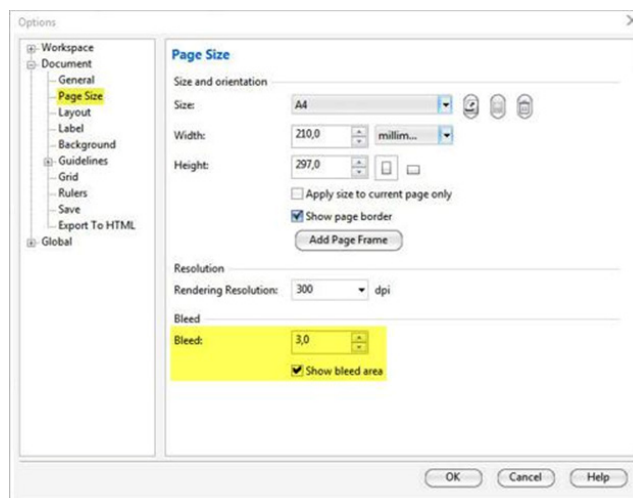 Options
Workspace
Document
General
Page Size
Layout
Label
Background
Guidelines
Grid
Rulers
Save
Export To HTML
Global
Page Size
Size and orientation
Size: A4
Width: 210,0 millim...
Height: 297,0
Apply size to current page only
Show page border
Add Page Frame
Resolution
Rendering Resolution: 300 dpi
Bleed
Bleed: 3,0
Show bleed area
OK Cancel Help